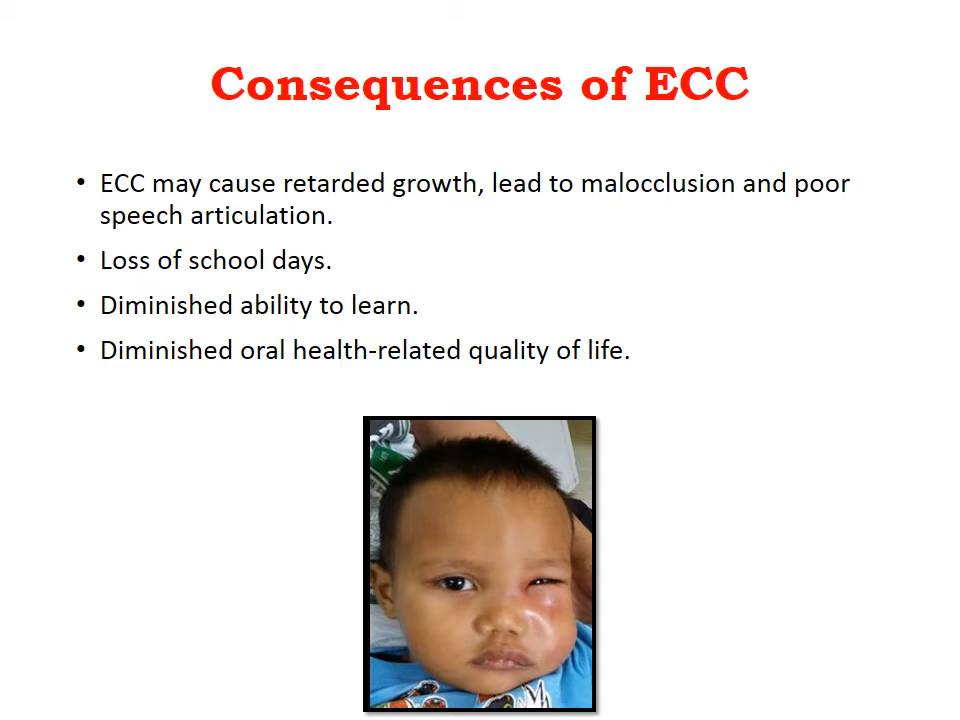 Consequences of ECC
• ECC may cause retarded growth, lead to malocclusion and poor
speech articulation.
• Loss of school days.
• Diminished ability to learn.
• Diminished oral health-related quality of life.